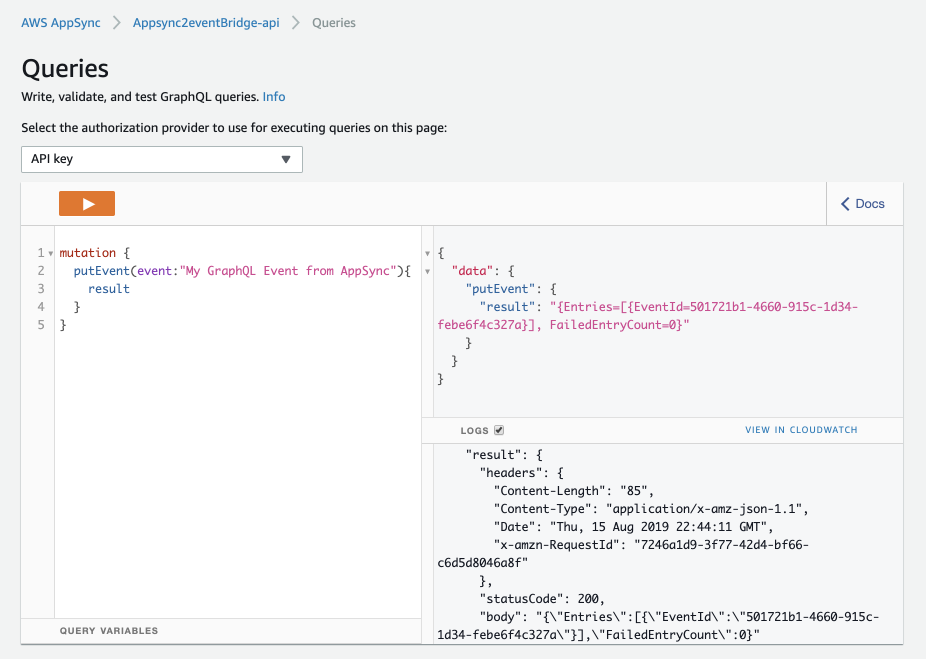 AWS AppSync > Appsync2eventBridge-api > Queries
Queries
Write, validate, and test GraphQL queries. Info
Select the authorization provider to use for executing queries on this page:
API key
Docs
1 mutation {
2 putEvent(event:"My GraphQL Event from AppSync"){
3 result
4 }
5 }
{
"data": {
"putEvent": {
"result": "{Entries=[{EventId=501721b1-4660-915c-1d34-
febe6f4c327a}], FailedEntryCount=0}"
}
}
}
LOGS
VIEW IN CLOUDWATCH
"result": {
"headers": {
"Content-Length": "85",
"Content-Type": "application/x-amz-json-1.1",
"Date": "Thu, 15 Aug 2019 22:44:11 GMT",
"x-amzn-RequestId": "7246a1d9-3f77-42d4-bf66-
c6d5d8046a8f"
},
"statusCode": 200,
"body": "{\"Entries\":[{\"EventId\":\"501721b1-4660-915c-
1d34-febe6f4c327a\"}],\"FailedEntryCount\":0}"
QUERY VARIABLES